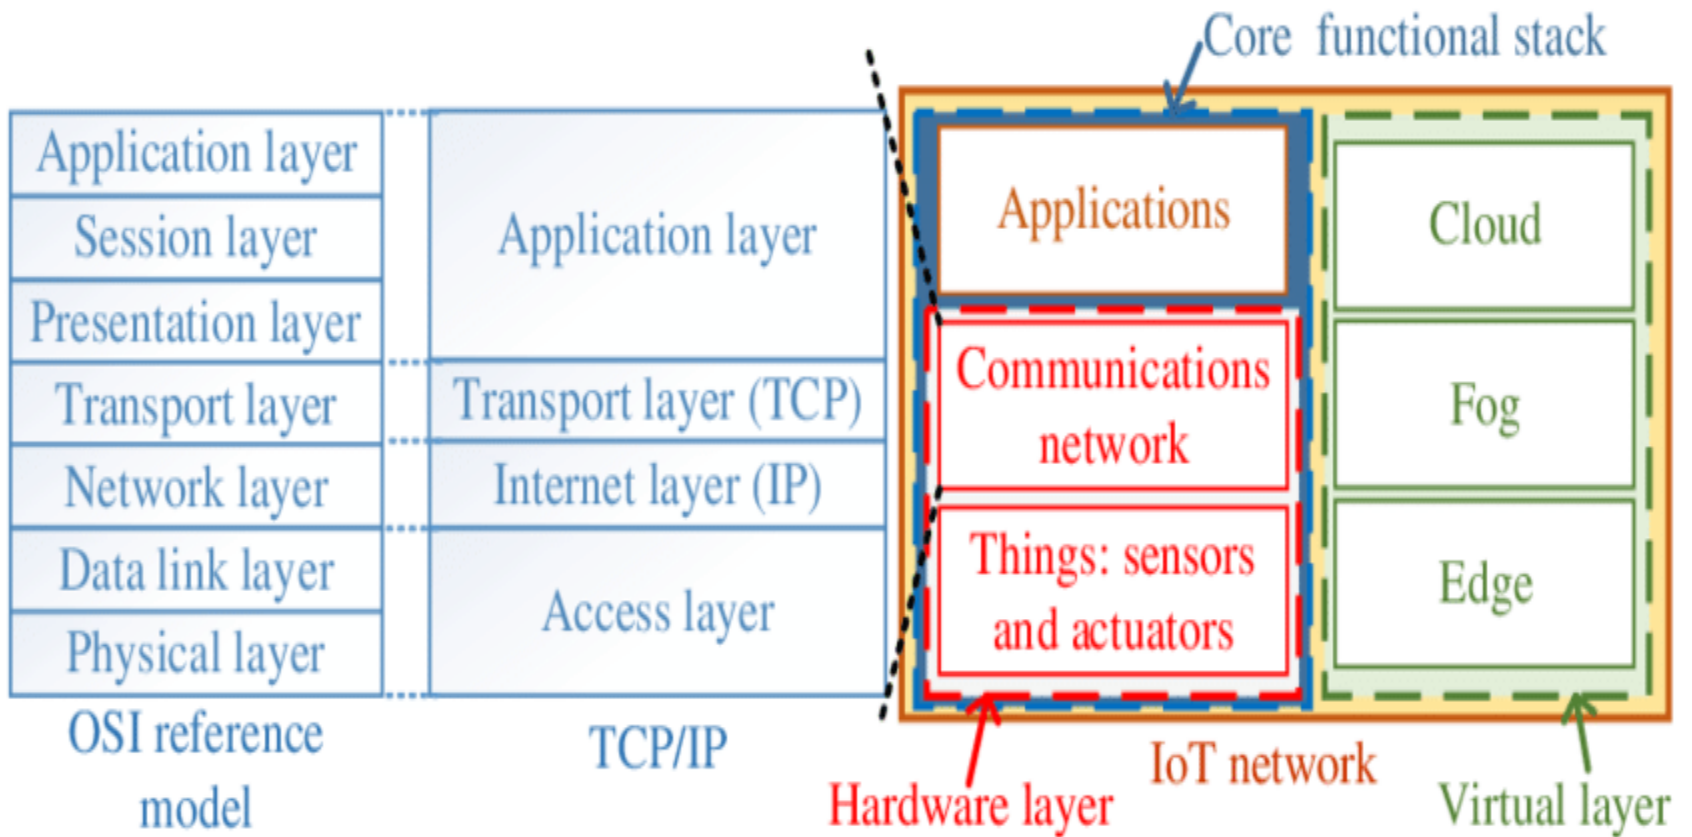 Core functional stack
Application layer
Session layer
Presentation layer
Transport layer
Network layer
Data link layer
Physical layer
OSI reference
model
Application layer
Transport layer (TCP)
Internet layer (IP)
Access layer
TCP/IP
Applications
Communications
network
Things: sensors
and actuators
Hardware layer
Cloud
Fog
Edge
IoT network
Virtual layer